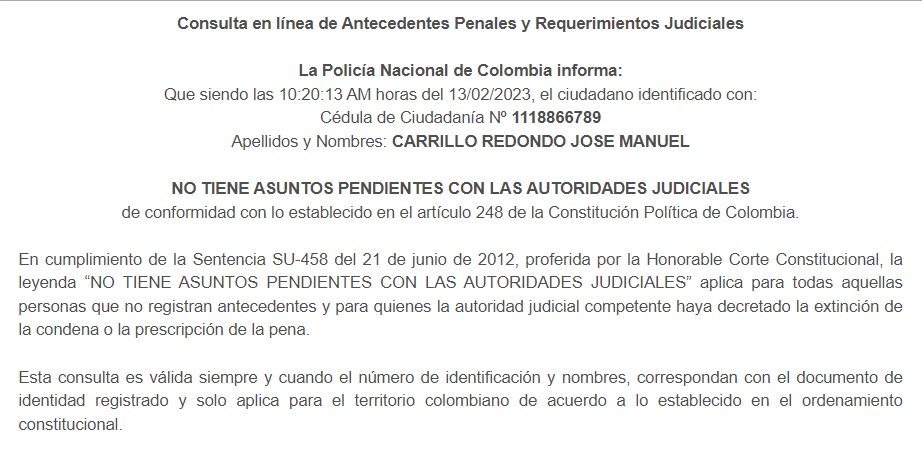 Consulta en línea de Antecedentes Penales y Requerimientos Judiciales
La Policía Nacional de Colombia informa:
Que siendo las 10:20:13 AM horas del 13/02/2023, el ciudadano identificado con:
Cédula de Ciudadanía Nº 1118866789
Apellidos y Nombres: CARRILLO REDONDO JOSE MANUEL
NO TIENE ASUNTOS PENDIENTES CON LAS AUTORIDADES JUDICIALES
de conformidad con lo establecido en el artículo 248 de la Constitución Política de Colombia.
En cumplimiento de la Sentencia SU-458 del 21 de junio de 2012, proferida por la Honorable Corte Constitucional, la
leyenda “NO TIENE ASUNTOS PENDIENTES CON LAS AUTORIDADES JUDICIALES” aplica para todas aquellas
personas que no registran antecedentes y para quienes la autoridad judicial competente haya decretado la extinción de
la condena o la prescripción de la pena.
Esta consulta es válida siempre y cuando el número de identificación y nombres, correspondan con el documento de
identidad registrado y solo aplica para el territorio colombiano de acuerdo a lo establecido en el ordenamiento
constitucional.